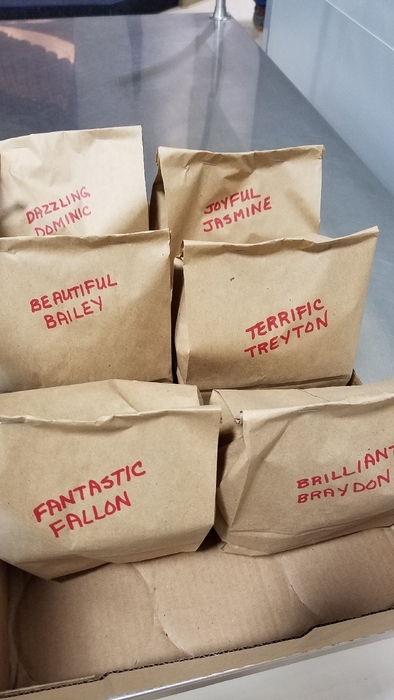 DAZZLING
DOMINIC
JOYFUL
JASMINE
BEAUTIFUL
BAILEY
TERRIFIC
TREYTON
FANTASTIC
FALLON
BRILLIANT
BRAYDON